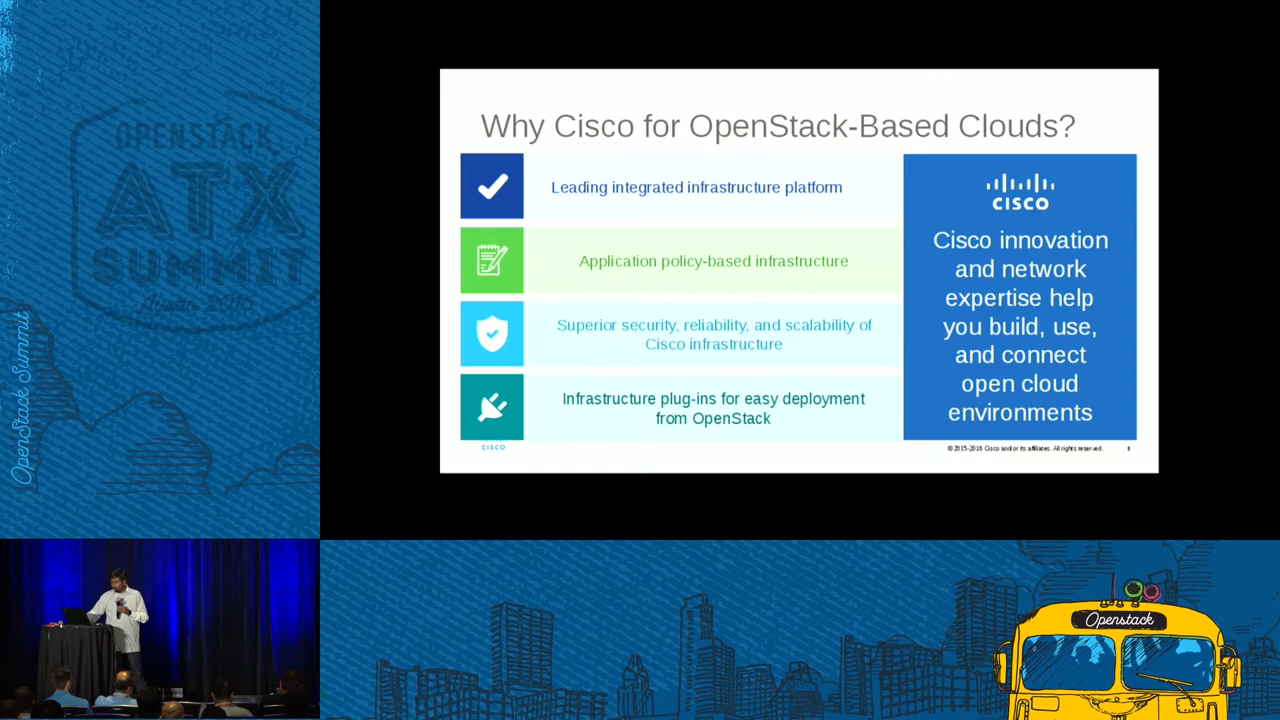 OPENSTACK
ATX
SUMMIT
Austin 2016
OpenStack Summit
Why Cisco for OpenStack-Based Clouds?
Leading integrated infrastructure platform
Application policy-based infrastructure
Superior security, reliability, and scalability of
Cisco infrastructure
Infrastructure plug-ins for easy deployment
from OpenStack
CISCO
CISCO
Cisco innovation
and network
expertise help
you build, use,
and connect
open cloud
environments
© 2015-2016 Cisco and/or its affiliates. All rights reserved.
Openstack